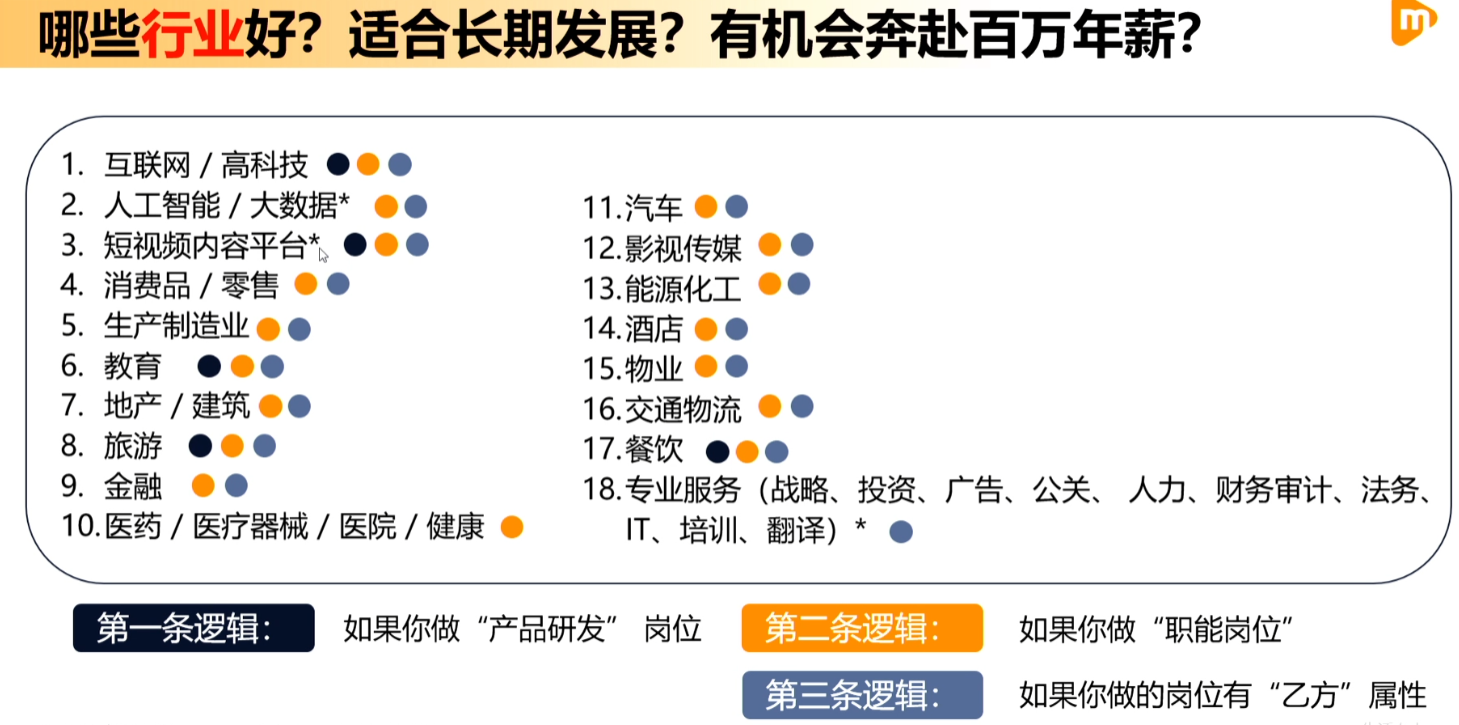 哪些行业好？适合长期发展？有机会奔赴百万年薪？
m
1. 互联网 / 高科技
2. 人工智能 / 大数据*
3. 短视频内容平台*
4. 消费品 / 零售
5. 生产制造业
6. 教育
7. 地产 / 建筑
8. 旅游
9. 金融
10.医药 / 医疗器械 / 医院 / 健康
11.汽车
12.影视传媒
13.能源化工
14.酒店
15.物业
16.交通物流
17.餐饮
18.专业服务（战略、投资、广告、公关、 人力、财务审计、法务、
IT、培训、翻译）*
第一条逻辑： 如果你做“产品研发” 岗位
第二条逻辑： 如果你做“职能岗位”
第三条逻辑： 如果你做的岗位有“乙方”属性